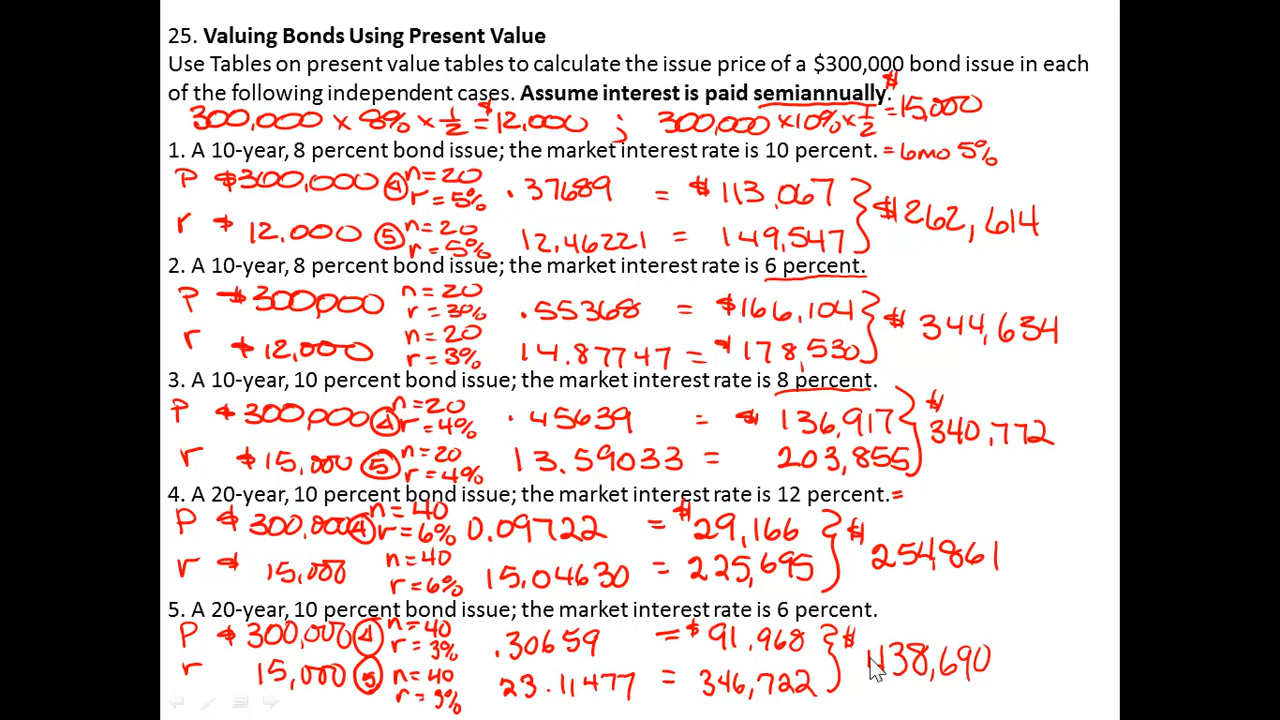 25. Valuing Bonds Using Present Value
Use Tables on present value tables to calculate the issue price of a $300,000 bond issue in each
of the following independent cases. Assume interest is paid semiannually.
300,000 x 8% x 1/2 = $12,000 ; 300,000 x 10% x 1/2 = $15,000
1. A 10-year, 8 percent bond issue; the market interest rate is 10 percent. = 6mo 5%
P $300,000 ④ n=20 r=5% .37689 = $113,067
r $12,000 ⑤ n=20 r=5% 12.46221 = 149,547 } $262,614
2. A 10-year, 8 percent bond issue; the market interest rate is 6 percent.
P $300,000 n=20 r=3% .55368 = $166,104
r $12,000 n=20 r=3% 14.87747 = $178,530 } $344,634
3. A 10-year, 10 percent bond issue; the market interest rate is 8 percent.
P $300,000 ④ n=20 r=4% .45639 = $136,917
r $15,000 ⑤ n=20 r=4% 13.59033 = 203,855 } $340,772
4. A 20-year, 10 percent bond issue; the market interest rate is 12 percent. =
P $300,000 ④ n=40 r=6% 0.09722 = $29,166
r $15,000 n=40 r=6% 15.04630 = 225,695 } $254,861
5. A 20-year, 10 percent bond issue; the market interest rate is 6 percent.
P $300,000 ④ n=40 r=3% .30659 = $91,968
r 15,000 ⑤ n=40 r=3% 23.11477 = 346,722 } $438,690